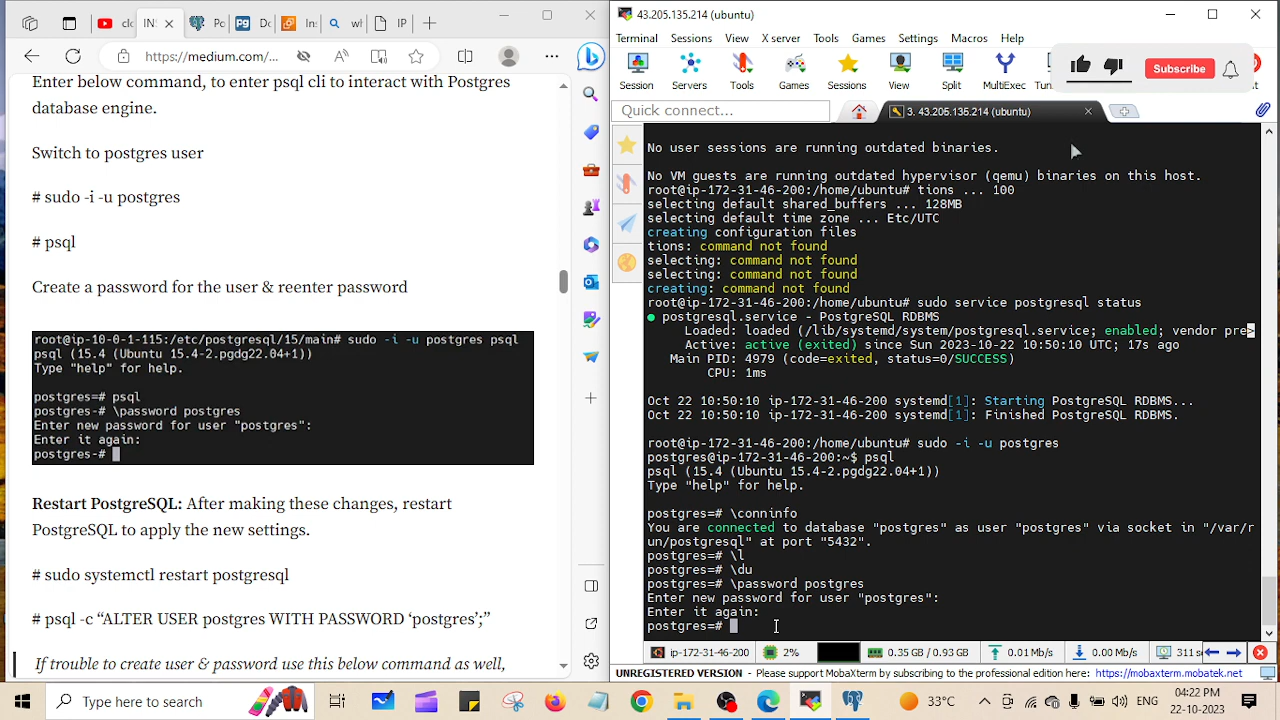 clo
INS
Po
Do
Ins
wh
IP
https://medium.com/...
Enter below command, to enter psql cli to interact with Postgres
database engine.
Switch to postgres user
# sudo -i -u postgres
# psql
Create a password for the user & reenter password
root@ip-10-0-1-115:/etc/postgresql/15/main# sudo -i -u postgres psql
psql (15.4 (Ubuntu 15.4-2.pgdg22.04+1))
Type "help" for help.
postgres=# psql
postgres-# \password postgres
Enter new password for user "postgres":
Enter it again:
postgres-#
Restart PostgreSQL: After making these changes, restart
PostgreSQL to apply the new settings.
# sudo systemctl restart postgresql
# psql -c “ALTER USER postgres WITH PASSWORD ‘postgres’;”
If trouble to create user & password use this below command as well,
43.205.135.214 (ubuntu)
Terminal Sessions View X server Tools Games Settings Macros Help
Session Servers Tools Games Sessions View Split MultiExec
Subscribe
Quick connect...
3. 43.205.135.214 (ubuntu)
No user sessions are running outdated binaries.
No VM guests are running outdated hypervisor (qemu) binaries on this host.
root@ip-172-31-46-200:/home/ubuntu# tions ... 100
selecting default shared_buffers ... 128MB
selecting default time zone ... Etc/UTC
creating configuration files
tions: command not found
selecting: command not found
selecting: command not found
creating: command not found
root@ip-172-31-46-200:/home/ubuntu# sudo service postgresql status
● postgresql.service - PostgreSQL RDBMS
Loaded: loaded (/lib/systemd/system/postgresql.service; enabled; vendor pre>
Active: active (exited) since Sun 2023-10-22 10:50:10 UTC; 17s ago
Main PID: 4979 (code=exited, status=0/SUCCESS)
CPU: 1ms
Oct 22 10:50:10 ip-172-31-46-200 systemd[1]: Starting PostgreSQL RDBMS...
Oct 22 10:50:10 ip-172-31-46-200 systemd[1]: Finished PostgreSQL RDBMS.
root@ip-172-31-46-200:/home/ubuntu# sudo -i -u postgres
postgres@ip-172-31-46-200:~$ psql
psql (15.4 (Ubuntu 15.4-2.pgdg22.04+1))
Type "help" for help.
postgres=# \conninfo
You are connected to database "postgres" as user "postgres" via socket in "/var/r
un/postgresql" at port "5432".
postgres=# \l
postgres=# \du
postgres=# \password postgres
Enter new password for user "postgres":
Enter it again:
postgres=#
ip-172-31-46-200 2% 0.35 GB / 0.93 GB 0.01 Mb/s 0.00 Mb/s 311 s
UNREGISTERED VERSION - Please support MobaXterm by subscribing to the professional edition here: https://mobaxterm.mobatek.net
Type here to search
33°C
ENG
04:22 PM
22-10-2023